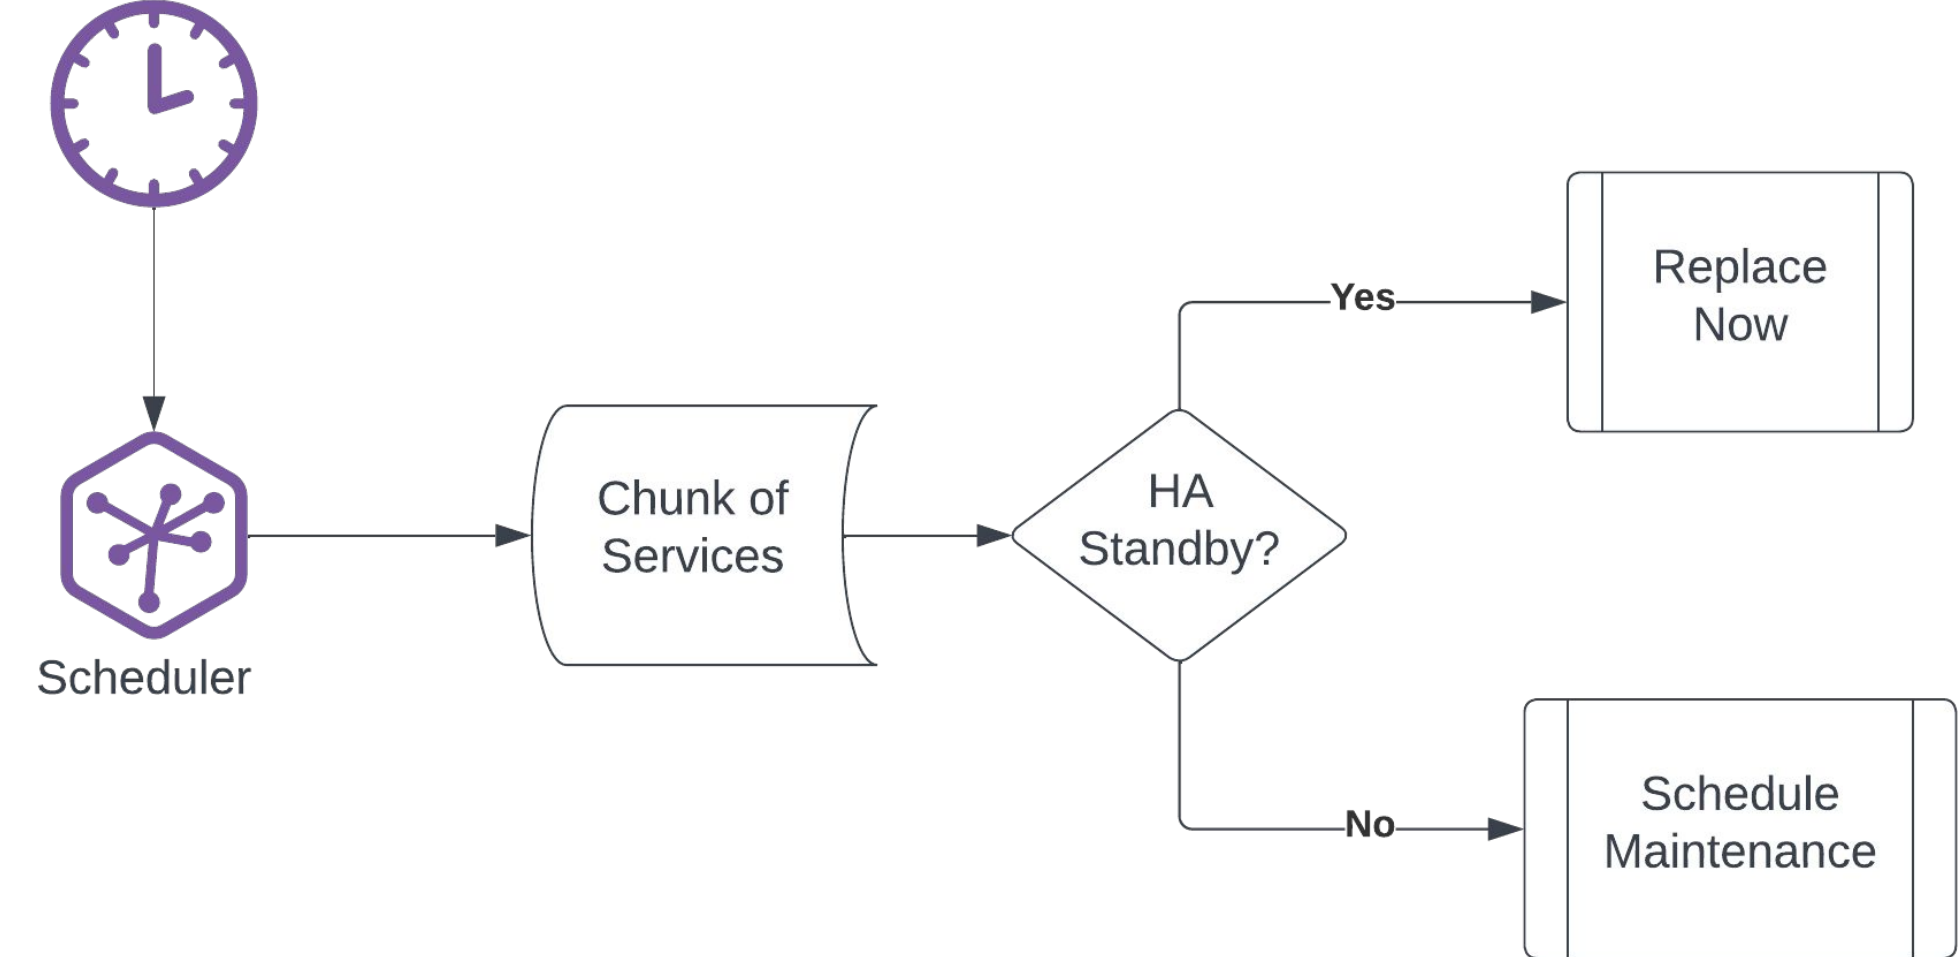 Scheduler
Chunk of
Services
HA
Standby?
Yes
Replace
Now
No
Schedule
Maintenance